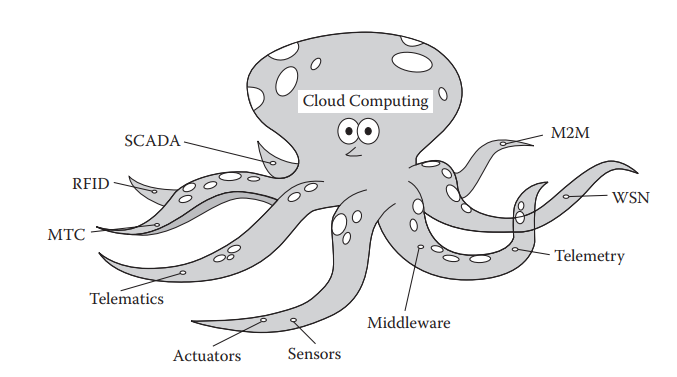 Cloud Computing
SCADA
M2M
RFID
WSN
MTC
Telemetry
Telematics
Middleware
Actuators
Sensors